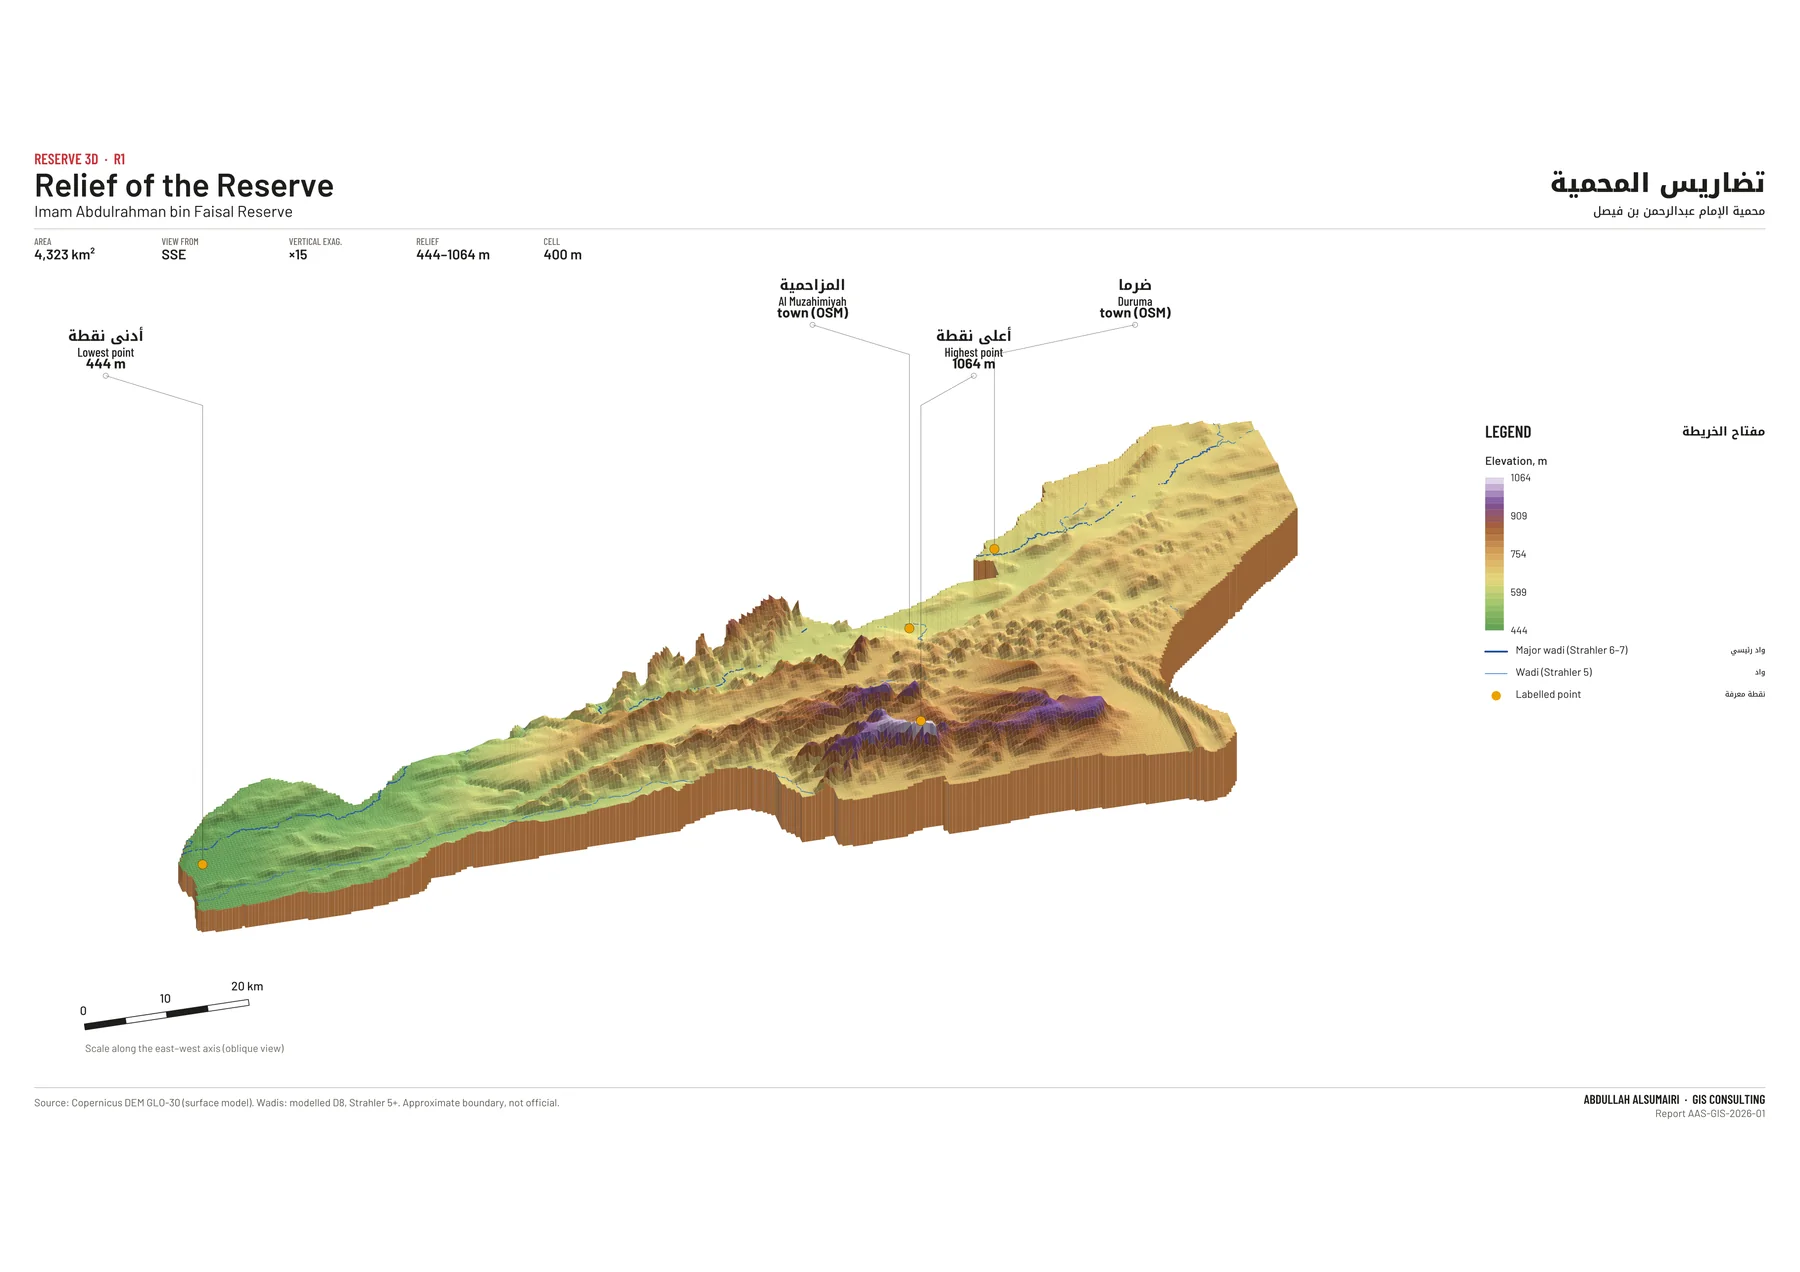 RESERVE 3D · R1
Relief of the Reserve
Imam Abdulrahman bin Faisal Reserve
تضاريس المحمية
محمية الإمام عبدالرحمن بن فيصل
AREA
4,323 km²
VIEW FROM
SSE
VERTICAL EXAG.
×15
RELIEF
444–1064 m
CELL
400 m
المزاحمية
Al Muzahimiyah
town (OSM)
ضرما
Duruma
town (OSM)
أدنى نقطة
Lowest point
444 m
أعلى نقطة
Highest point
1064 m
LEGEND
مفتاح الخريطة
Elevation, m
1064
909
754
599
444
Major wadi (Strahler 6–7)
واد رئيسي
Wadi (Strahler 5)
واد
Labelled point
نقطة معرفة
0
10
20 km
Scale along the east–west axis (oblique view)
Source: Copernicus DEM GLO-30 (surface model). Wadis: modelled D8, Strahler 5+. Approximate boundary, not official.
ABDULLAH ALSUMAIRI · GIS CONSULTING
Report AAS-GIS-2026-01